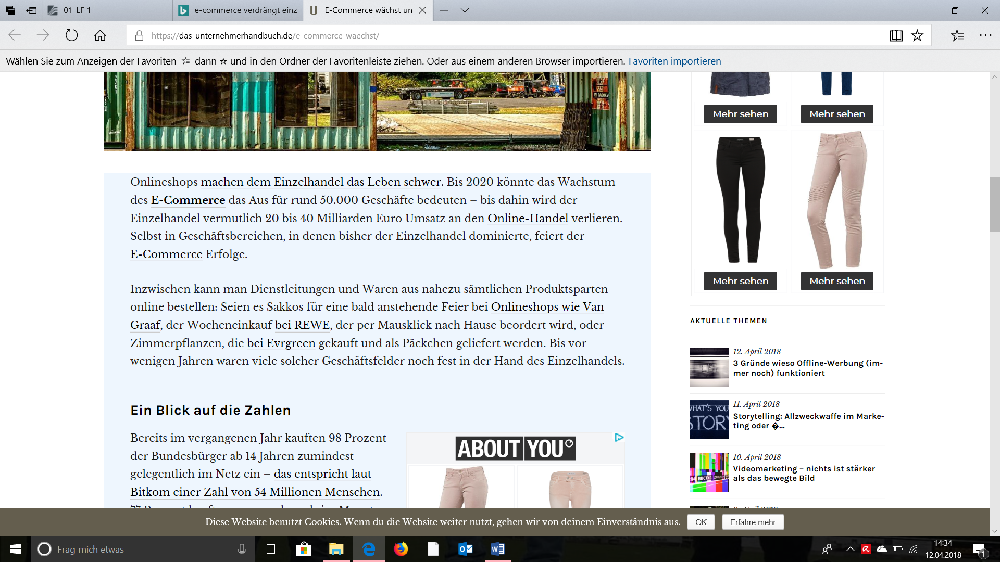 01_LF 1
e-commerce verdrängt einz
E-Commerce wächst un
https://das-unternehmerhandbuch.de/e-commerce-waechst/
Wählen Sie zum Anzeigen der Favoriten dann ☆ und in den Ordner der Favoritenleiste ziehen. Oder aus einem anderen Browser importieren. Favoriten importieren
Mehr sehen
Mehr sehen
Onlineshops machen dem Einzelhandel das Leben schwer. Bis 2020 könnte das Wachstum
des E-Commerce das Aus für rund 50.000 Geschäfte bedeuten – bis dahin wird der
Einzelhandel vermutlich 20 bis 40 Milliarden Euro Umsatz an den Online-Handel verlieren.
Selbst in Geschäftsbereichen, in denen bisher der Einzelhandel dominierte, feiert der
E-Commerce Erfolge.
Inzwischen kann man Dienstleitungen und Waren aus nahezu sämtlichen Produktsparten
online bestellen: Seien es Sakkos für eine bald anstehende Feier bei Onlineshops wie Van
Graaf, der Wocheneinkauf bei REWE, der per Mausklick nach Hause beordert wird, oder
Zimmerpflanzen, die bei Evrgreen gekauft und als Päckchen geliefert werden. Bis vor
wenigen Jahren waren viele solcher Geschäftsfelder noch fest in der Hand des Einzelhandels.
Ein Blick auf die Zahlen
Bereits im vergangenen Jahr kauften 98 Prozent
der Bundesbürger ab 14 Jahren zumindest
gelegentlich im Netz ein – das entspricht laut
Bitkom einer Zahl von 54 Millionen Menschen.
ABOUT YOU
Mehr sehen
Mehr sehen
AKTUELLE THEMEN
12. April 2018
3 Gründe wieso Offline-Werbung (im-
mer noch) funktioniert
WHAT'S YOU
STORY
11. April 2018
Storytelling: Allzweckwaffe im Marke-
ting oder �...
BBCTX-1
10. April 2018
Videomarketing – nichts ist stärker
als das bewegte Bild
Diese Website benutzt Cookies. Wenn du die Website weiter nutzt, gehen wir von deinem Einverständnis aus.
OK
Erfahre mehr
Frag mich etwas
14:34
12.04.2018
1